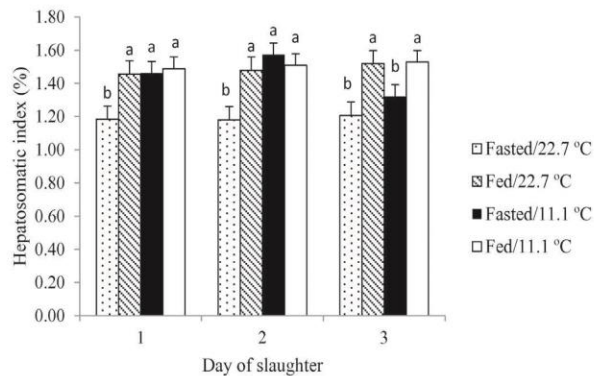 Hepatosomatic index (%)
1.80
1.60
1.40
1.20
1.00
0.80
0.60
0.40
0.20
0.00
b a a a
b a a a
b a b a
1 2 3
Day of slaughter
Fasted/22.7 ºC
Fed/22.7 ºC
Fasted/11.1 ºC
Fed/11.1 ºC